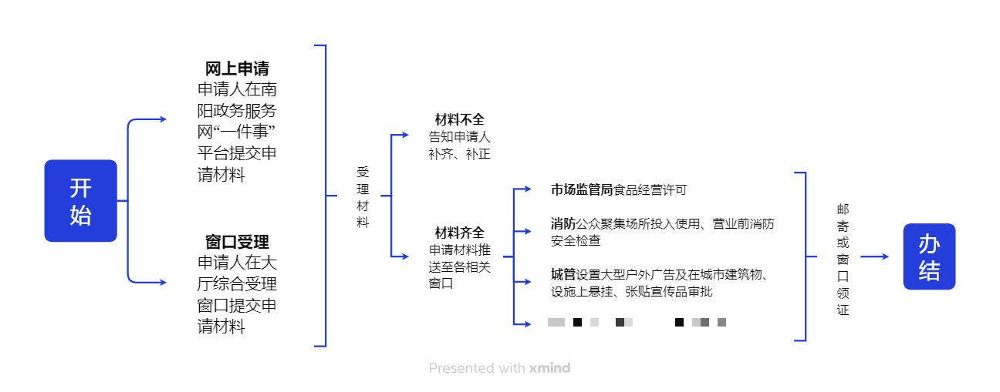 开
始
网上申请
申请人在南
阳政务服务
网“一件事”
平台提交申
请材料
窗口受理
申请人在大
厅综合受理
窗口提交申
请材料
受
理
材
料
材料不全
告知申请人
补齐、补正
材料齐全
申请材料推
送至各相关
窗口
市场监管局食品经营许可
消防公众聚集场所投入使用、营业前消防
安全检查
城管设置大型户外广告及在城市建筑物、
设施上悬挂、张贴宣传品审批
邮
寄
或
窗
口
领
证
办
结
Presented with xmind